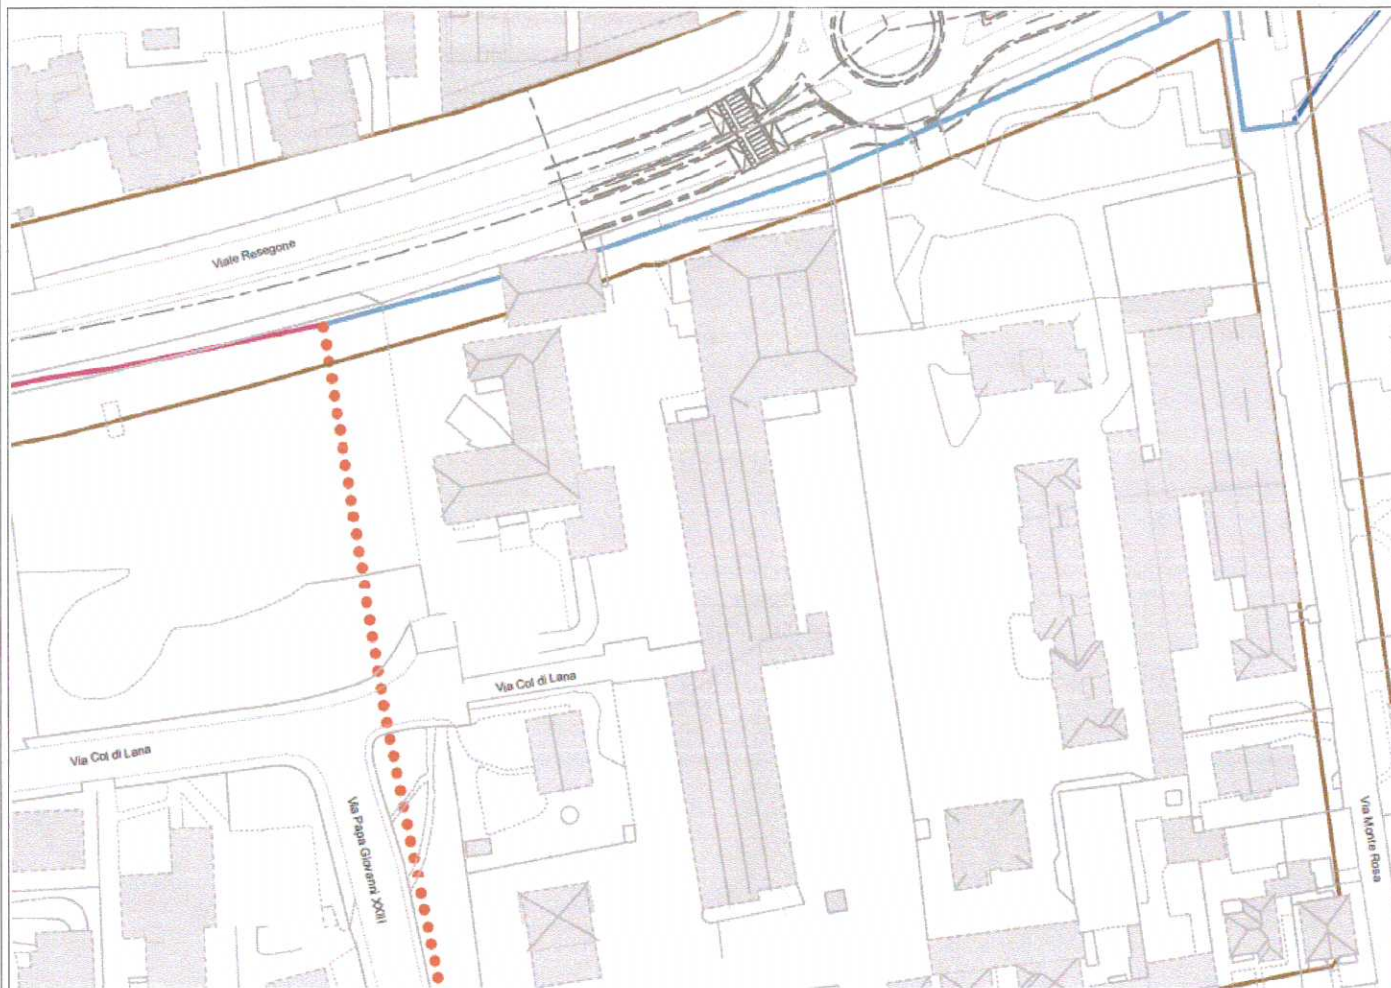 Viale Resegone
Via Col di Lana
Via Col di Lana
Via Papa Giovanni XXIII
Via Monte Rosa